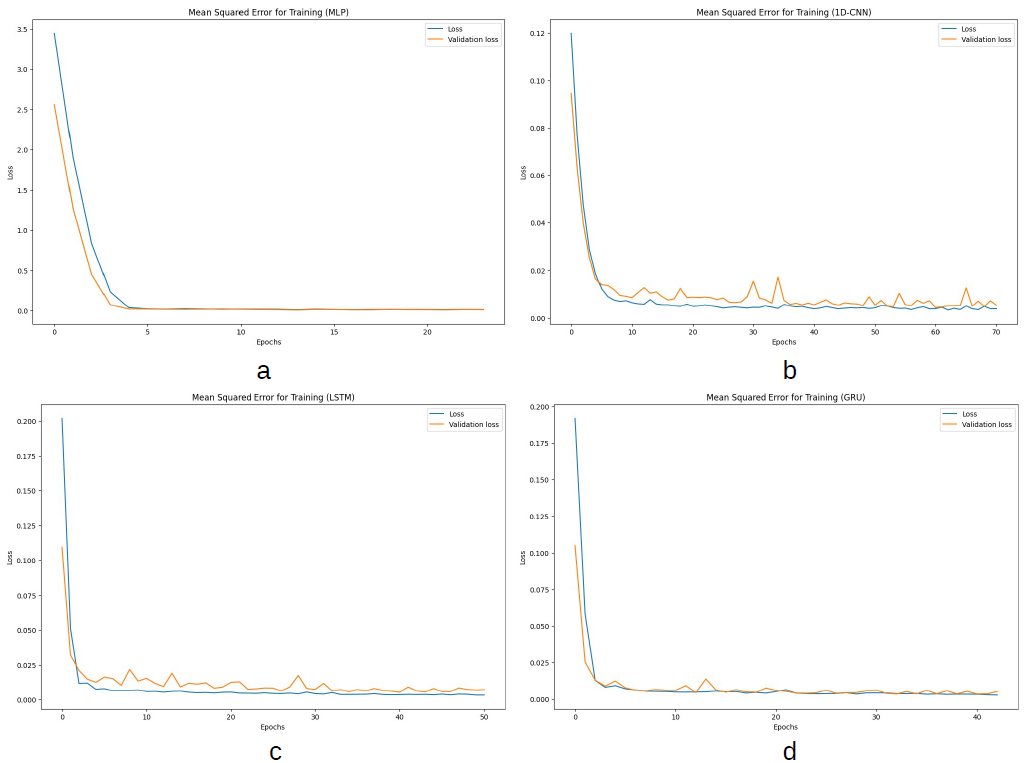 Mean Squared Error for Training (MLP)
Loss
Validation loss
3.5
3.0
2.5
2.0
1.5
1.0
0.5
0.0
Loss
0 5 10 15 20
Epochs
a
Mean Squared Error for Training (1D-CNN)
Loss
Validation loss
0.12
0.10
0.08
0.06
0.04
0.02
0.00
Loss
0 10 20 30 40 50 60 70
Epochs
b
Mean Squared Error for Training (LSTM)
Loss
Validation loss
0.200
0.175
0.150
0.125
0.100
0.075
0.050
0.025
0.000
Loss
0 10 20 30 40 50
Epochs
c
Mean Squared Error for Training (GRU)
Loss
Validation loss
0.200
0.175
0.150
0.125
0.100
0.075
0.050
0.025
0.000
Loss
0 10 20 30 40
Epochs
d